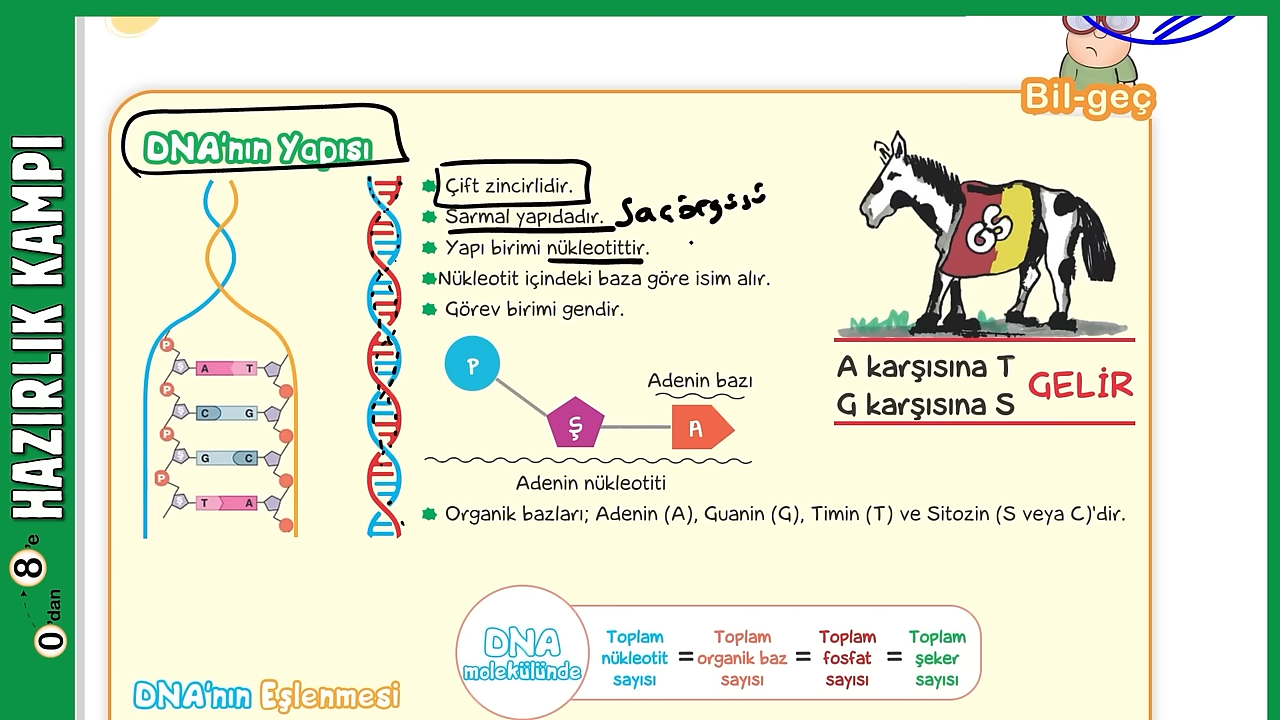 0'dan 8'e HAZIRLIK KAMPI
Bil-geç
DNA'nın Yapısı
Çift zincirlidir.
Sarmal yapıdadır. Saç örgüsü
Yapı birimi nükleotittir.
Nükleotit içindeki baza göre isim alır.
Görev birimi gendir.
P
Ş
A
Adenin bazı
Adenin nükleotiti
Organik bazları; Adenin (A), Guanin (G), Timin (T) ve Sitozin (S veya C)'dir.
P
Ş A T
P
Ş C G
P
Ş G C
P
Ş T A
GS
A karşısına T
G karşısına S
GELİR
DNA molekülünde
Toplam nükleotit sayısı = Toplam organik baz sayısı = Toplam fosfat sayısı = Toplam şeker sayısı
DNA'nın Eşlenmesi